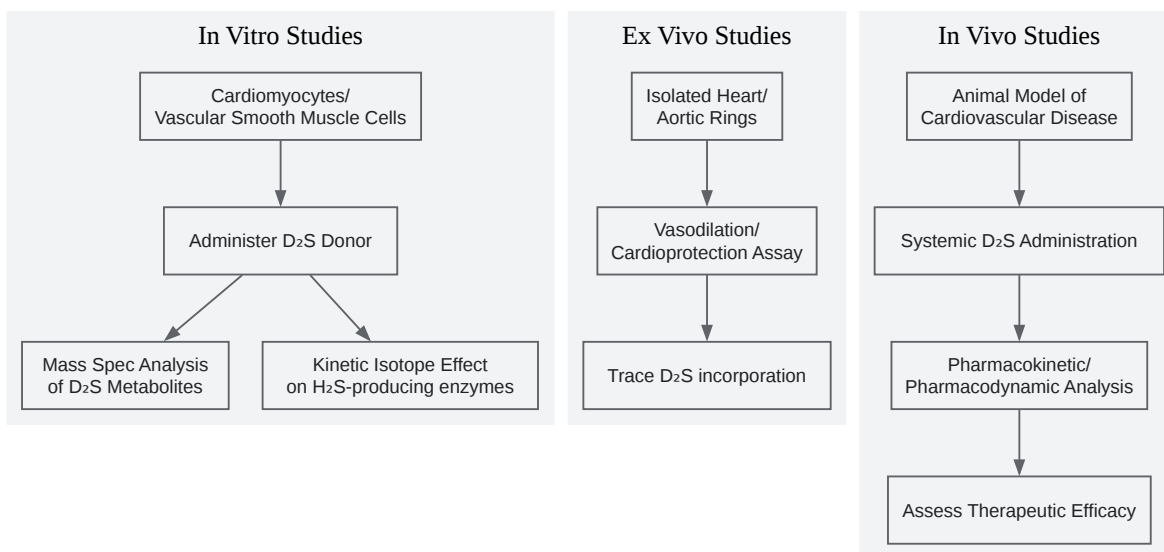 In Vitro Studies
Cardiomyocytes/
Vascular Smooth Muscle Cells
Administer D₂S Donor
Mass Spec Analysis
of D₂S Metabolites
Kinetic Isotope Effect
on H₂S-producing enzymes
Ex Vivo Studies
Isolated Heart/
Aortic Rings
Vasodilation/
Cardioprotection Assay
Trace D₂S incorporation
In Vivo Studies
Animal Model of
Cardiovascular Disease
Systemic D₂S Administration
Pharmacokinetic/
Pharmacodynamic Analysis
Assess Therapeutic Efficacy